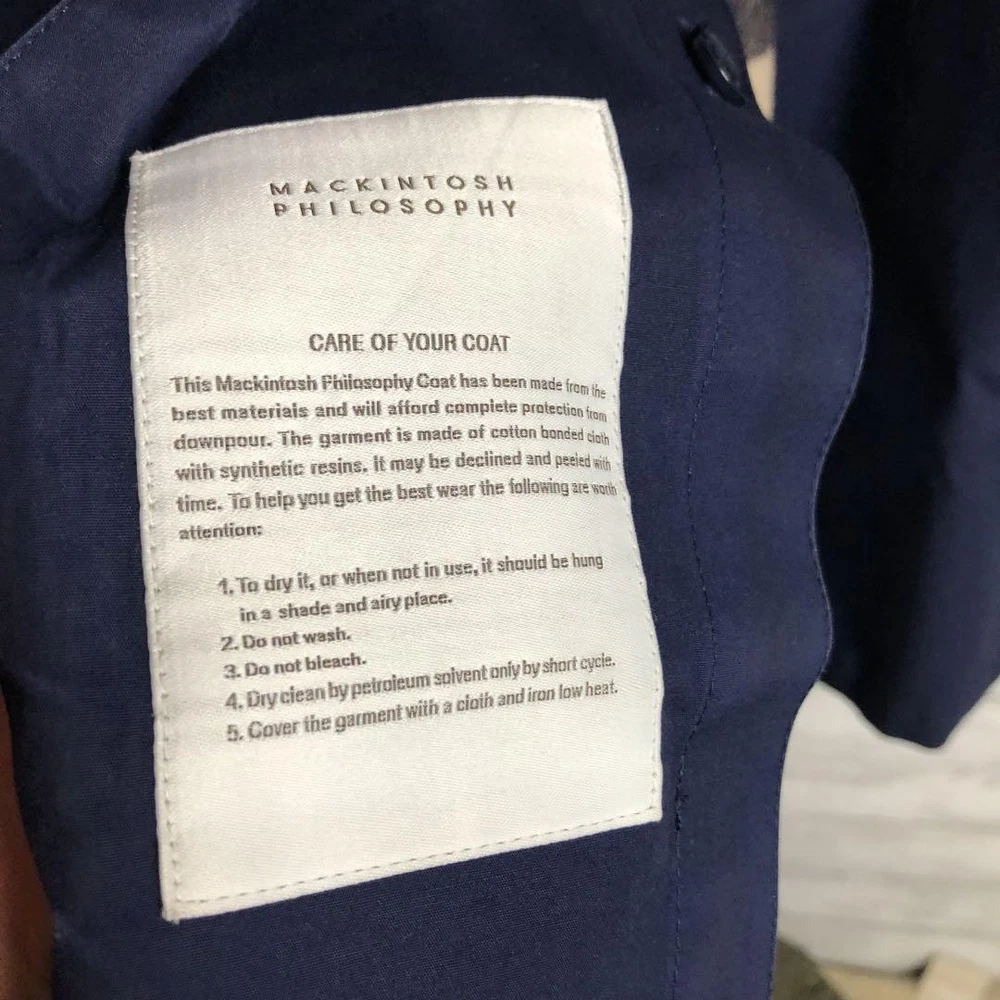 MACKINTOSH
PHILOSOPHY
CARE OF YOUR COAT
This Mackintosh Philosophy Coat has been made from the
best materials and will afford complete protection from
downpour. The garment is made of cotton bonded cloth
with synthetic resins. it may be declined and peeled with
time. To help you get the best wear the following are worth
attention:
1. To dry it, or when not in use, it should be hung
in a shade and airy place.
2. Do not wash.
3. Do not bleach.
4. Dry clean by petroleum solvent only by short cycle.
5. Cover the garment with a cloth and iron low heat.